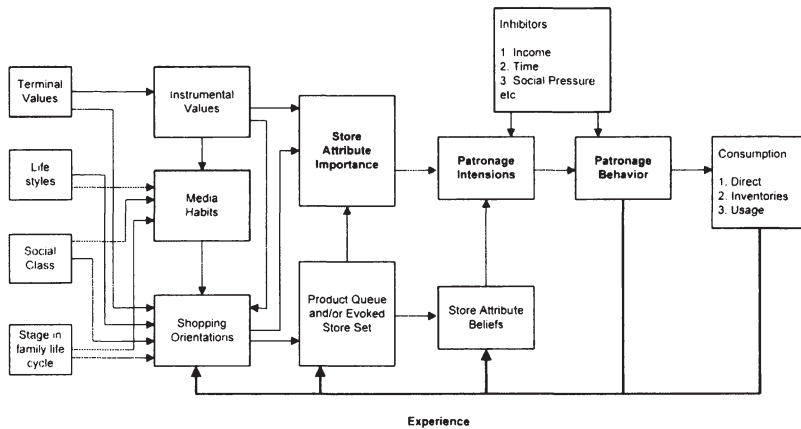 Inhibitors
1 Income
2. Time
3 Social Pressure
etc
Terminal
Values
Instrumental
Values
Store
Attribute
Importance
Patronage
Intensions
Patronage
Behavior
Consumption
1. Direct
2. Inventories
3. Usage
Life
styles
Media
Habits
Social
Class
Stage in
family life
cycle
Shopping
Orientations
Product Queue
and/or Evoked
Store Set
Store Attribute
Beliefs
Experience